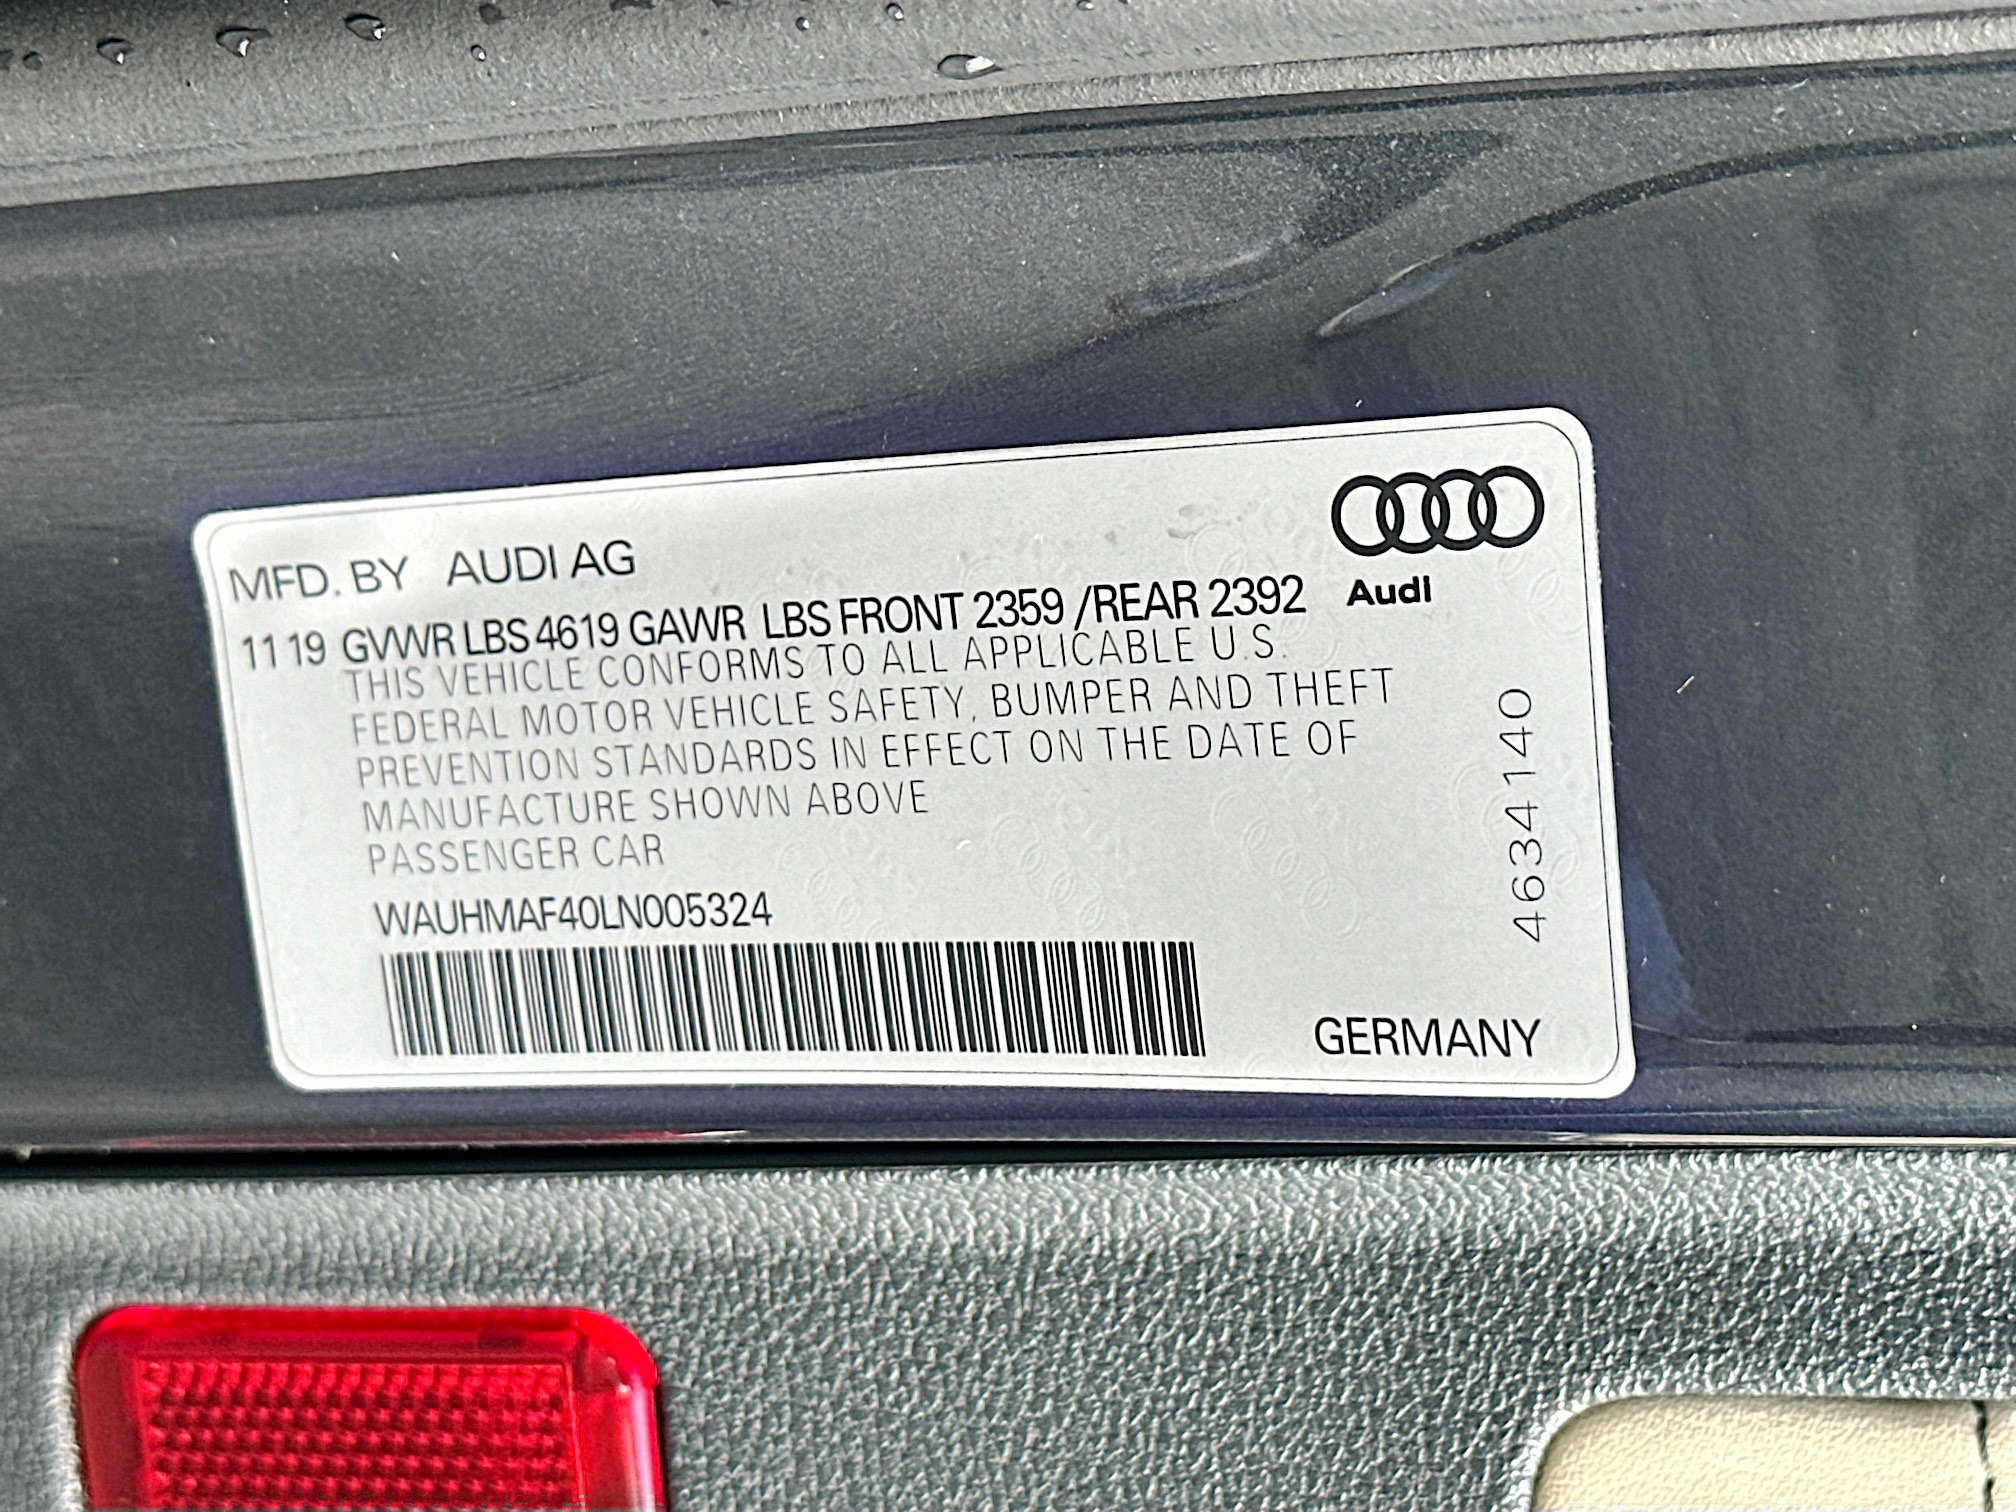 MFD. BY AUDI AG
11 19 GVWR LBS 4619 GAWR LBS FRONT 2359 /REAR 2392
THIS VEHICLE CONFORMS TO ALL APPLICABLE U.S.
FEDERAL MOTOR VEHICLE SAFETY, BUMPER AND THEFT
PREVENTION STANDARDS IN EFFECT ON THE DATE OF
MANUFACTURE SHOWN ABOVE
PASSENGER CAR
WAUHMAF40LN005324
Audi
4634140
GERMANY